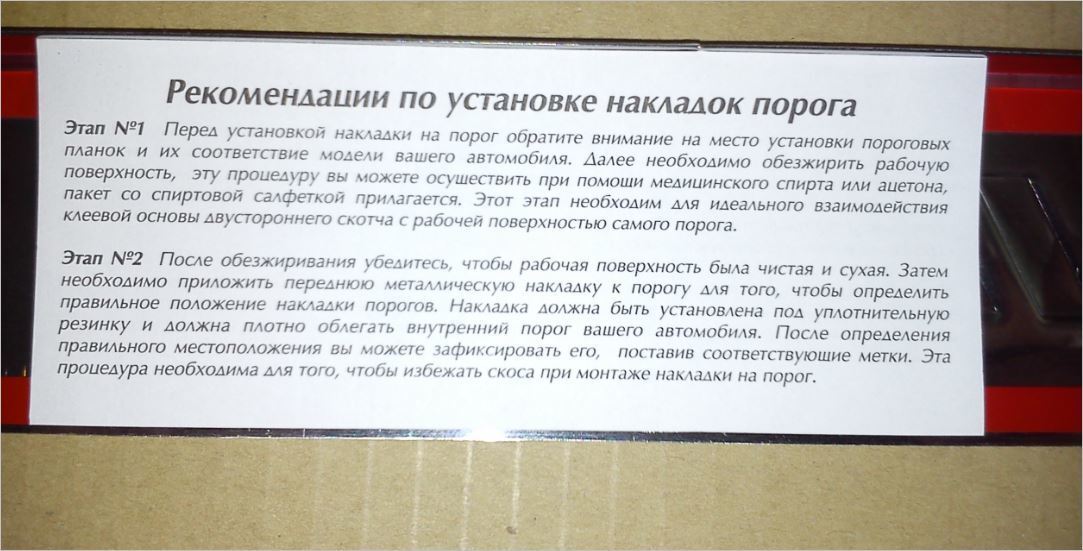 Рекомендации по установке накладок порога
Этап №1 Перед установкой накладки на порог обратите внимание на место установки пороговых
планок и их соответствие модели вашего автомобиля. Далее необходимо обезжирить рабочую
поверхность, эту процедуру вы можете осуществить при помощи медицинского спирта или ацетона,
пакет со спиртовой салфеткой прилагается. Этот этап необходим для идеального взаимодействия
клеевой основы двустороннего скотча с рабочей поверхностью самого порога.
Этап №2 После обезжиривания убедитесь, чтобы рабочая поверхность была чистая и сухая. Затем
необходимо приложить переднюю металлическую накладку к порогу для того, чтобы определить
правильное положение накладки порогов. Накладка должна быть установлена под уплотнительную
резинку и должна плотно облегать внутренний порог вашего автомобиля. После определения
правильного местоположения вы можете зафиксировать его, поставив соответствующие метки. Эта
процедура необходима для того, чтобы избежать скоса при монтаже накладки на порог.